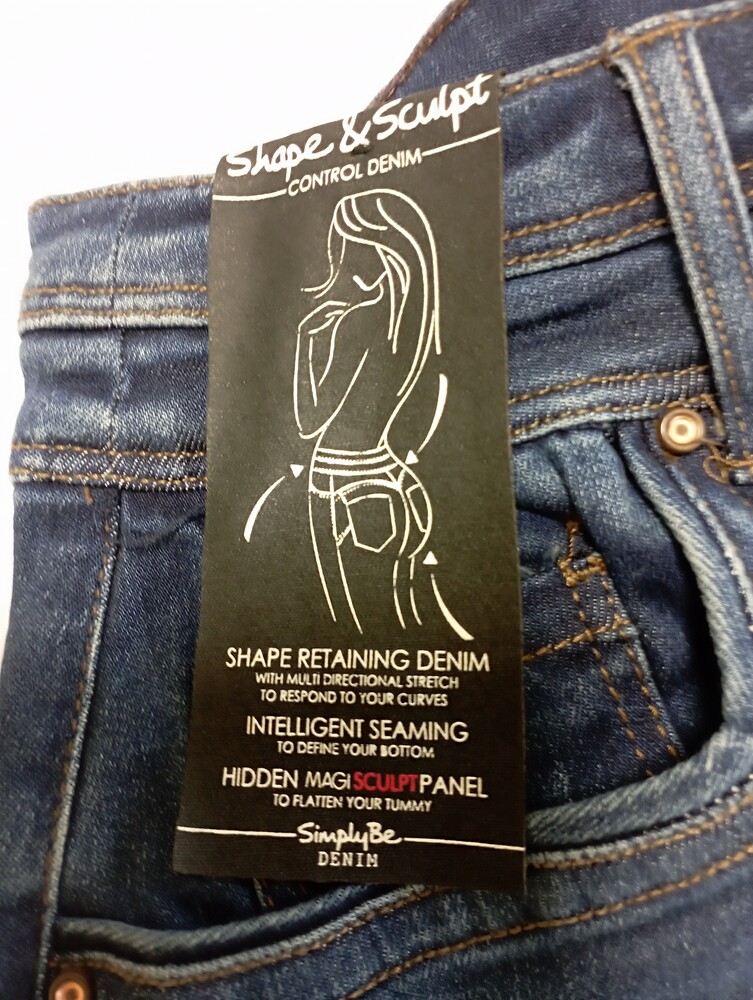 Shape & Sculpt
CONTROL DENIM
SHAPE RETAINING DENIM
WITH MULTI DIRECTIONAL STRETCH
TO RESPOND TO YOUR CURVES
INTELLIGENT SEAMING
TO DEFINE YOUR BOTTOM
HIDDEN MAGISCULPTPANEL
TO FLATTEN YOUR TUMMY
SimplyBe
DENIM